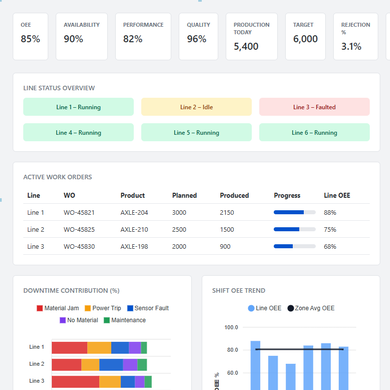 OEE AVAILABILITY PERFORMANCE QUALITY PRODUCTION TODAY TARGET REJECTION %
85% 90% 82% 96% 5,400 6,000 3.1%
LINE STATUS OVERVIEW
Line 1 – Running Line 2 – Idle Line 3 – Faulted
Line 4 – Running Line 5 – Running Line 6 – Running
ACTIVE WORK ORDERS
Line WO Product Planned Produced Progress Line OEE
Line 1 WO-45821 AXLE-204 3000 2150 88%
Line 2 WO-45825 AXLE-210 2500 1500 75%
Line 3 WO-45830 AXLE-198 2000 900 68%
DOWNTIME CONTRIBUTION (%)
Material Jam Power Trip Sensor Fault
No Material Maintenance
Line 1
Line 2
Line 3
SHIFT OEE TREND
Line OEE Zone Avg OEE
100.0
80.0
60.0
OEE %